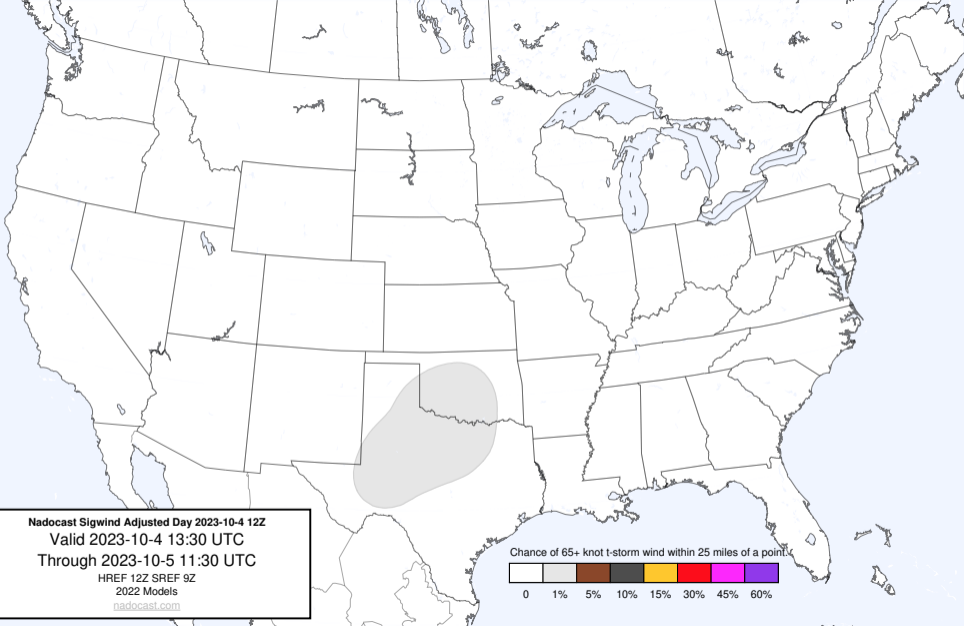 Nadocast Sigwind Adjusted Day 2023-10-4 12Z
Valid 2023-10-4 13:30 UTC
Through 2023-10-5 11:30 UTC
HREF 12Z SREF 9Z
2022 Models
nadocast.com
Chance of 65+ knot t-storm wind within 25 miles of a point.
0 1% 5% 10% 15% 30% 45% 60%